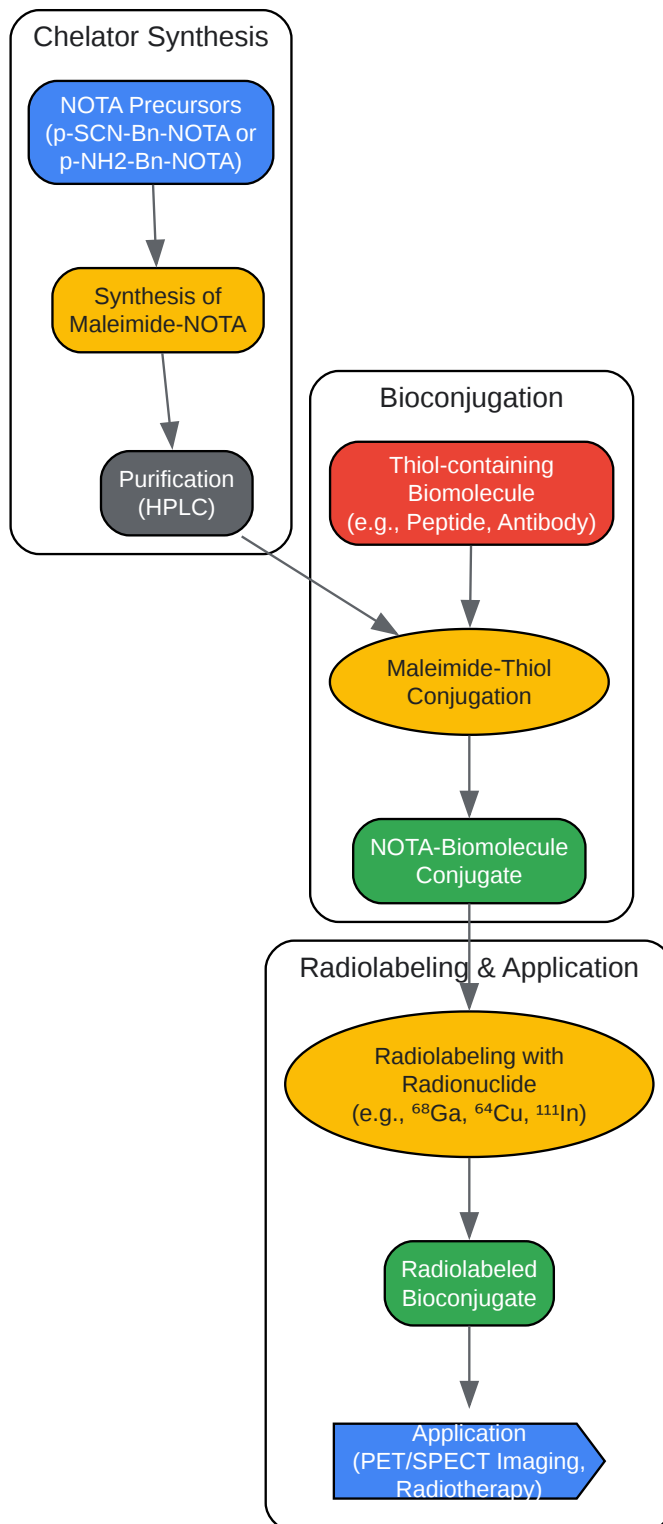 Chelator Synthesis
NOTA Precursors
(p-SCN-Bn-NOTA or
p-NH2-Bn-NOTA)
Synthesis of
Maleimide-NOTA
Purification
(HPLC)
Bioconjugation
Thiol-containing
Biomolecule
(e.g., Peptide, Antibody)
Maleimide-Thiol
Conjugation
NOTA-Biomolecule
Conjugate
Radiolabeling & Application
Radiolabeling with
Radionuclide
(e.g., ⁶⁸Ga, ⁶⁴Cu, ¹¹¹In)
Radiolabeled
Bioconjugate
Application
(PET/SPECT Imaging,
Radiotherapy)